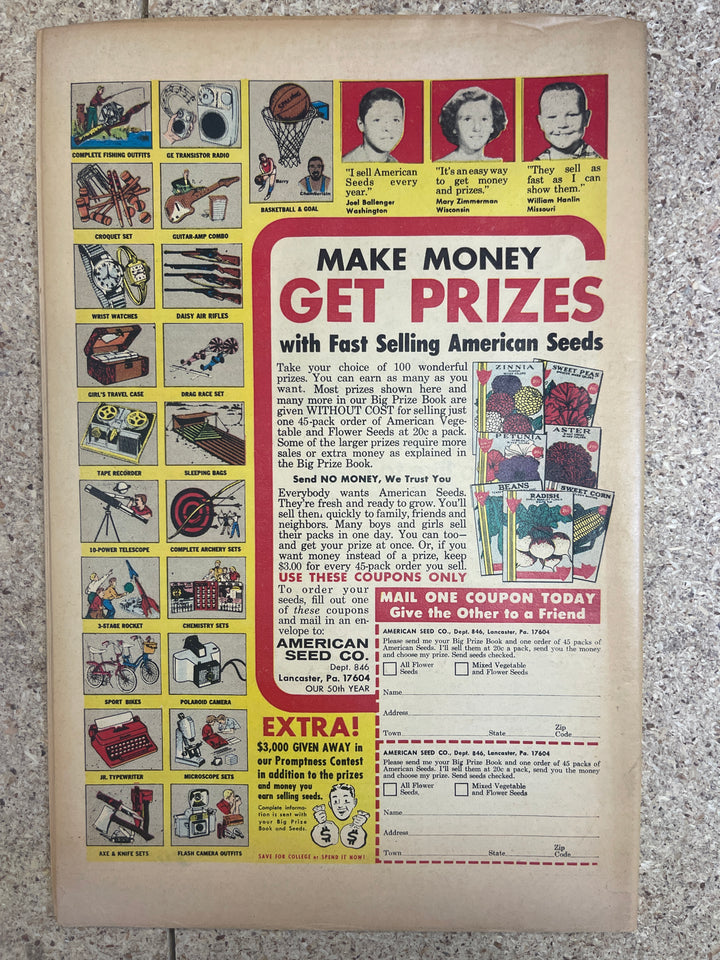 COMPLETE FISHING OUTFITS
GE TRANSISTOR RADIO
SPALDING
Barry
Chamberlain
BASKETBALL & GOAL
CROQUET SET
GUITAR-AMP COMBO
WRIST WATCHES
DAISY AIR RIFLES
GIRL'S TRAVEL CASE
DRAG RACE SET
TAPE RECORDER
SLEEPING BAGS
10-POWER TELESCOPE
COMPLETE ARCHERY SETS
3-STAGE ROCKET
CHEMISTRY SETS
SPORT BIKES
POLAROID CAMERA
JR. TYPEWRITER
MICROSCOPE SETS
AXE & KNIFE SETS
FLASH CAMERA OUTFITS
"I sell American
Seeds every
year."
Joel Ballenger
Washington
"It's an easy way
to get money
and prizes."
Mary Zimmerman
Wisconsin
"They sell as
fast as I can
show them."
William Hanlin
Missouri
MAKE MONEY
GET PRIZES
with Fast Selling American Seeds
Take your choice of 100 wonderful
prizes. You can earn as many as you
want. Most prizes shown here and
many more in our Big Prize Book are
given WITHOUT COST for selling just
one 45-pack order of American Vege-
table and Flower Seeds at 20c a pack.
Some of the larger prizes require more
sales or extra money as explained in
the Big Prize Book.
Send NO MONEY, We Trust You
Everybody wants American Seeds.
They're fresh and ready to grow. You'll
sell them quickly to family, friends and
neighbors. Many boys and girls sell
their packs in one day. You can too—
and get your prize at once. Or, if you
want money instead of a prize, keep
$3.00 for every 45-pack order you sell.
USE THESE COUPONS ONLY
To order your
seeds, fill out one
of these coupons
and mail in an en-
velope to:
AMERICAN
SEED CO.
Dept. 846
Lancaster, Pa. 17604
OUR 50th YEAR
ZINNIA
SWEET PEAS
PETUNIA
ASTER
BEANS
RADISH
SWEET CORN
MAIL ONE COUPON TODAY
Give the Other to a Friend
AMERICAN SEED CO., Dept. 846, Lancaster, Pa. 17604
Please send me your Big Prize Book and one order of 45 packs of
American Seeds. I'll sell them at 20c a pack, send you the money
and choose my prize. Send seeds checked.
All Flower Seeds
Mixed Vegetable and Flower Seeds
Name
Address
Town State Zip Code
AMERICAN SEED CO., Dept. 846, Lancaster, Pa. 17604
Please send me your Big Prize Book and one order of 45 packs of
American Seeds. I'll sell them at 20c a pack, send you the money
and choose my prize. Send seeds checked.
All Flower Seeds.
Mixed Vegetable and Flower Seeds
Name
Address
Town State Zip Code
EXTRA!
$3,000 GIVEN AWAY in
our Promptness Contest
in addition to the prizes
and money you
earn selling seeds.
Complete informa-
tion is sent with
your Big Prize
Book and Seeds.
$ $
SAVE FOR COLLEGE or SPEND IT NOW!